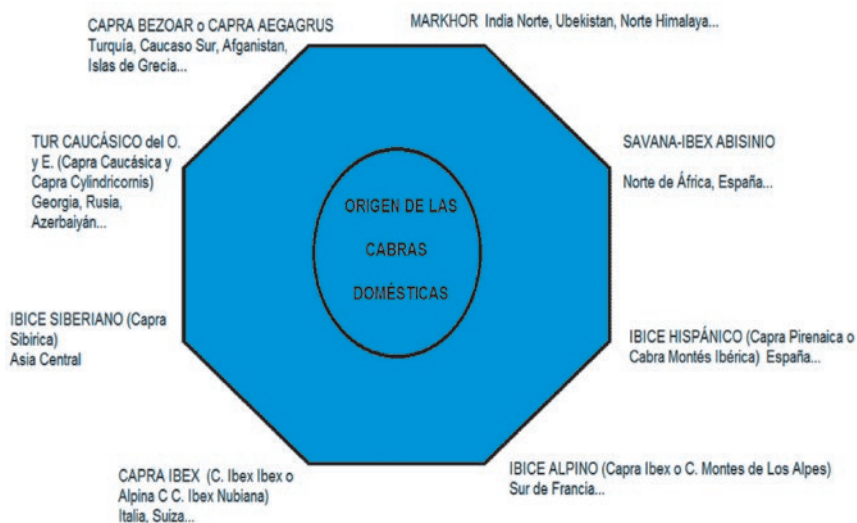 CAPRA BEZOAR o CAPRA AEGAGRUS
Turquía, Caucaso Sur, Afganistan,
Islas de Grecia...
MARKHOR India Norte, Ubekistan, Norte Himalaya...
TUR CAUCÁSICO del O.
y E. (Capra Caucásica y
Capra Cylindricornis)
Georgia, Rusia,
Azerbaiyán...
SAVANA-IBEX ABISINIO
Norte de África, España...
ORIGEN DE LAS
CABRAS
DOMÉSTICAS
IBICE SIBERIANO (Capra
Sibirica)
Asia Central
IBICE HISPÁNICO (Capra Pirenaica o
Cabra Montés Ibérica) España...
CAPRA IBEX (C. Ibex Ibex o
Alpina C C. Ibex Nubiana)
Italia, Suiza...
IBICE ALPINO (Capra Ibex o C. Montes de Los Alpes)
Sur de Francia...